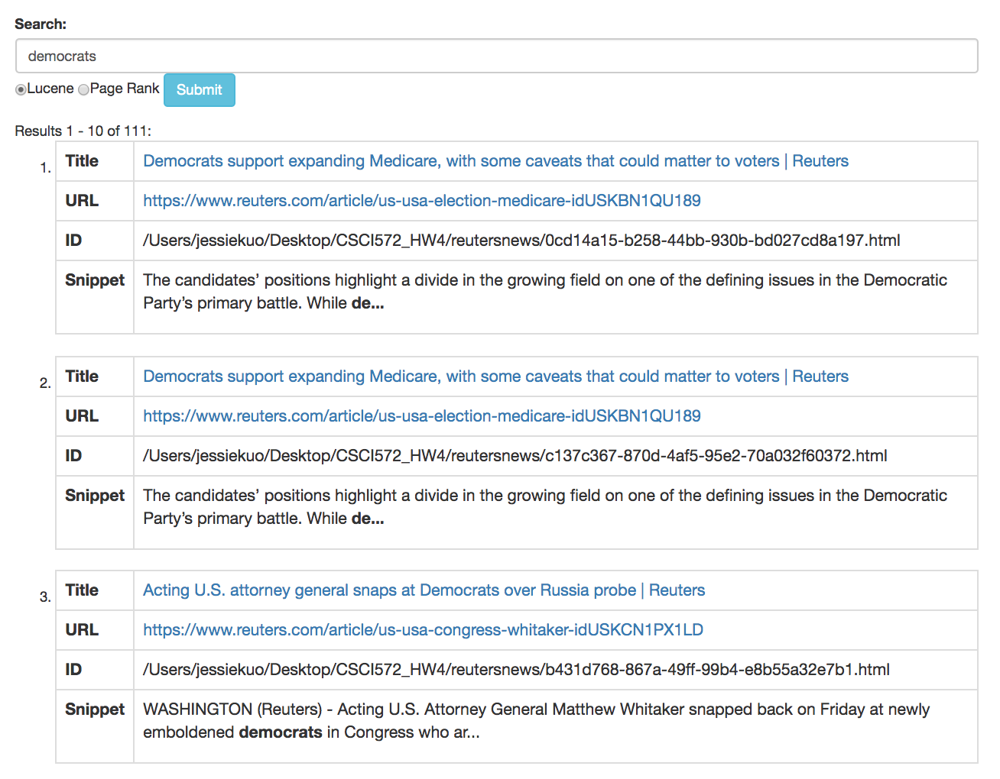 Search:
democrats
Lucene Page Rank Submit
Results 1 - 10 of 111:
1. Title Democrats support expanding Medicare, with some caveats that could matter to voters | Reuters
URL https://www.reuters.com/article/us-usa-election-medicare-idUSKBN1QU189
ID /Users/jessiekuo/Desktop/CSCI572_HW4/reutersnews/0cd14a15-b258-44bb-930b-bd027cd8a197.html
Snippet The candidates’ positions highlight a divide in the growing field on one of the defining issues in the Democratic
Party’s primary battle. While de...
2. Title Democrats support expanding Medicare, with some caveats that could matter to voters | Reuters
URL https://www.reuters.com/article/us-usa-election-medicare-idUSKBN1QU189
ID /Users/jessiekuo/Desktop/CSCI572_HW4/reutersnews/c137c367-870d-4af5-95e2-70a032f60372.html
Snippet The candidates’ positions highlight a divide in the growing field on one of the defining issues in the Democratic
Party’s primary battle. While de...
3. Title Acting U.S. attorney general snaps at Democrats over Russia probe | Reuters
URL https://www.reuters.com/article/us-usa-congress-whitaker-idUSKCN1PX1LD
ID /Users/jessiekuo/Desktop/CSCI572_HW4/reutersnews/b431d768-867a-49ff-99b4-e8b55a32e7b1.html
Snippet WASHINGTON (Reuters) - Acting U.S. Attorney General Matthew Whitaker snapped back on Friday at newly
emboldened democrats in Congress who ar...